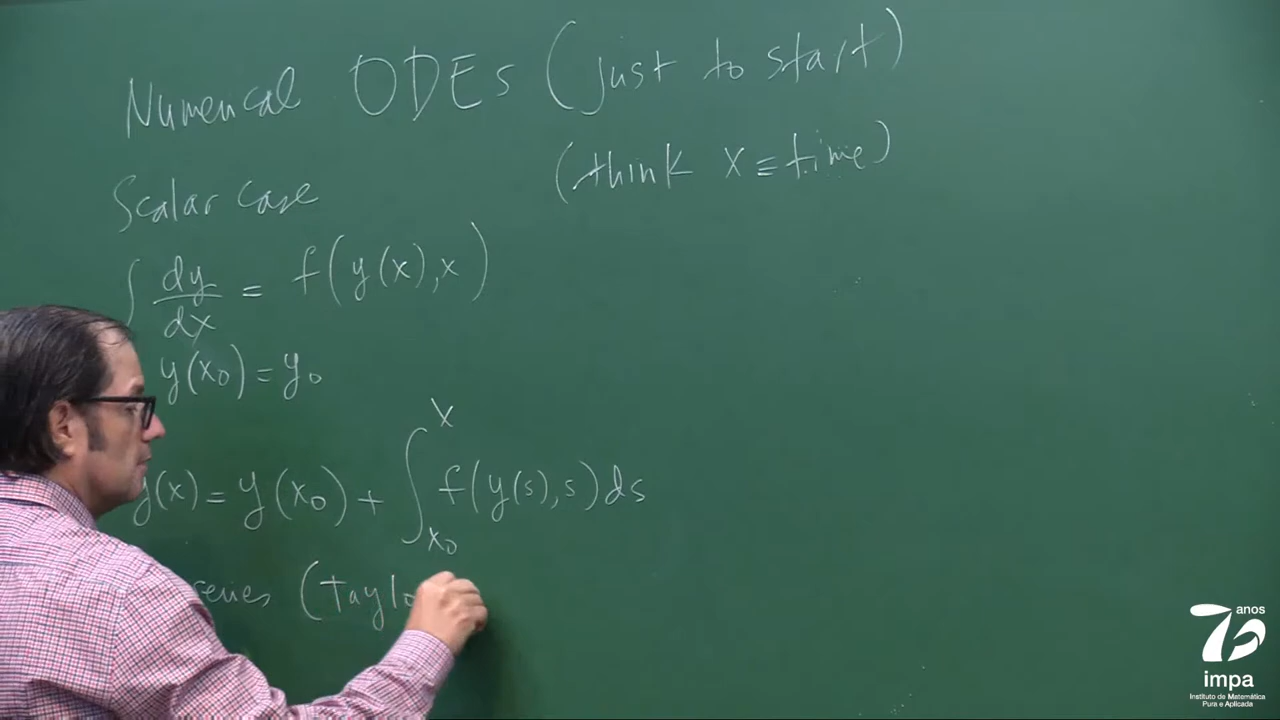 Numerical ODEs (just to start)
(think x ≡ time)
Scalar case
∫ dy/dx = f(y(x), x)
y(x₀) = y₀
y(x) = y(x₀) + ∫_{x₀}^{x} f(y(s), s) ds
series (Taylo
anos
70
impa
Instituto de Matemática
Pura e Aplicada